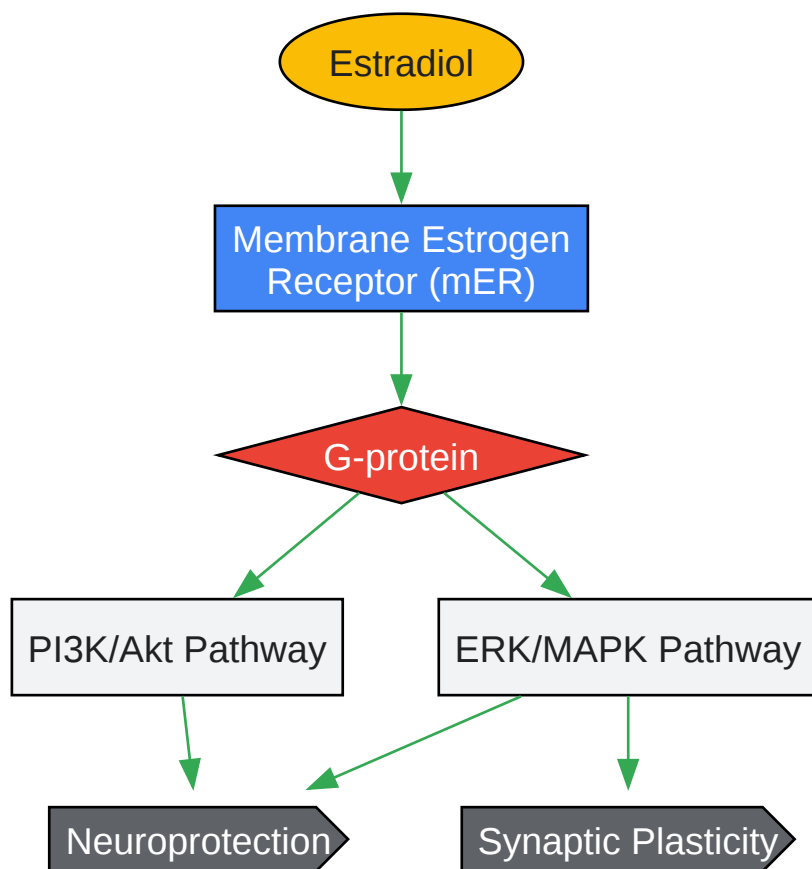 Estradiol
Membrane Estrogen
Receptor (mER)
G-protein
PI3K/Akt Pathway
ERK/MAPK Pathway
Neuroprotection
Synaptic Plasticity